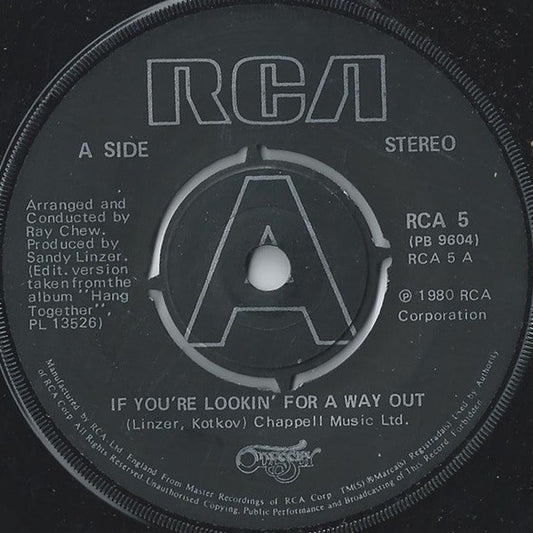 RCA
A SIDE
STEREO
Arranged and
Conducted by
Ray Chew.
Produced by
Sandy Linzer.
(Edit. version
taken from the
album "Hang
Together",
PL 13526)
A
RCA 5
(PB 9604)
RCA 5 A
℗ 1980 RCA
Corporation
IF YOU'RE LOOKIN' FOR A WAY OUT
(Linzer, Kotkov) Chappell Music Ltd.
Odyssey
Manufactured by RCA Ltd. England From Master Recordings of RCA Corp. TM(S) ® Marca(s) Registrada(s) Used by Authority
of RCA Corp All Rights Reserved Unauthorised Copying, Public Performance and Broadcasting of This Record Forbidden